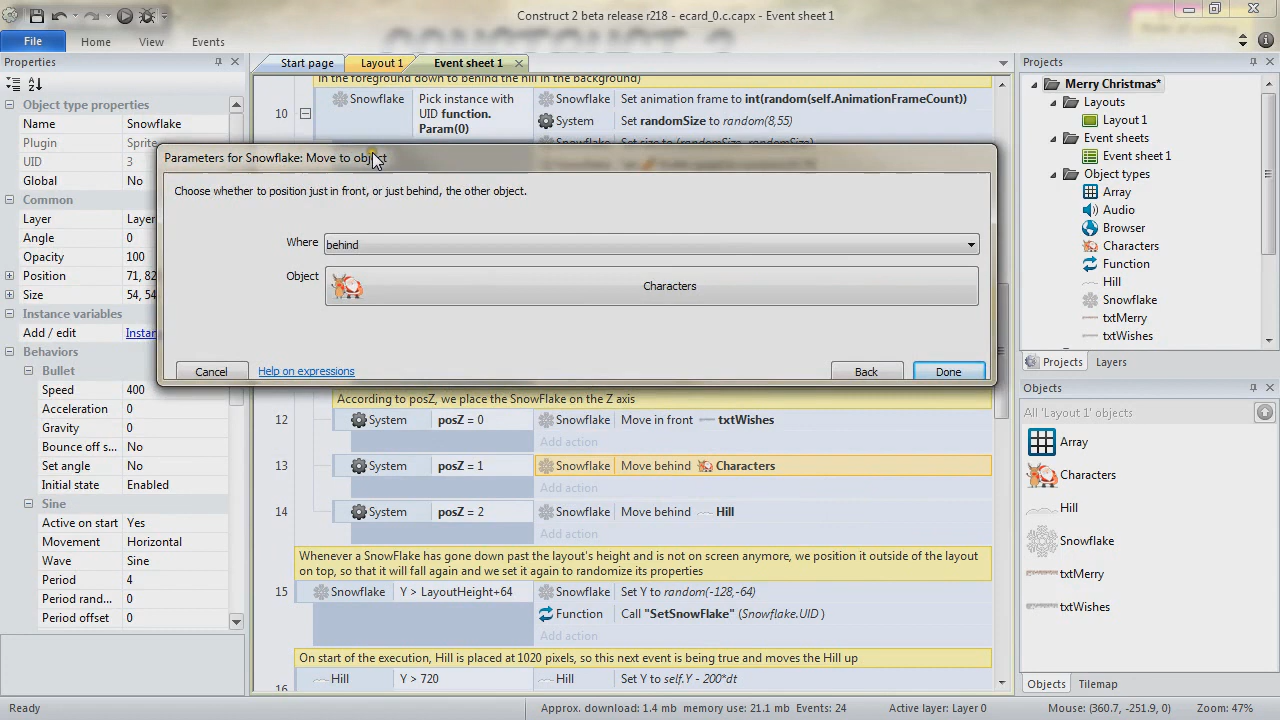 Construct 2 beta release r218 - ecard_0.c.capx - Event sheet 1
File Home View Events
Properties
Object type properties
Name Snowflake
Plugin Sprite
UID 3
Global No
Common
Layer Layer
Angle 0
Opacity 100
Position 71, 82
Size 54, 54
Instance variables
Add / edit Instan
Behaviors
Bullet
Speed 400
Acceleration 0
Gravity 0
Bounce off s... No
Set angle No
Initial state Enabled
Sine
Active on start Yes
Movement Horizontal
Wave Sine
Period 4
Period rand... 0
Period offset 0
Start page Layout 1 Event sheet 1
in the foreground down to behind the hill in the background)
10 Snowflake Pick instance with UID function. Param(0)
Snowflake Set animation frame to int(random(self.AnimationFrameCount))
System Set randomSize to random(8,55)
Snowflake Set size to (randomSize, randomSize)
Parameters for Snowflake: Move to object
Choose whether to position just in front, or just behind, the other object.
Where behind
Object Characters
Cancel Help on expressions Back Done
According to posZ, we place the SnowFlake on the Z axis
12 System posZ = 0 Snowflake Move in front txtWishes
Add action
13 System posZ = 1 Snowflake Move behind Characters
Add action
14 System posZ = 2 Snowflake Move behind Hill
Add action
Whenever a SnowFlake has gone down past the layout's height and is not on screen anymore, we position it outside of the layout
on top, so that it will fall again and we set it again to randomize its properties
15 Snowflake Y > LayoutHeight+64 Snowflake Set Y to random(-128,-64)
Function Call "SetSnowFlake" (Snowflake.UID )
Add action
On start of the execution, Hill is placed at 1020 pixels, so this next event is being true and moves the Hill up
16 Hill Y > 720 Hill Set Y to self.Y - 200*dt
Projects
Merry Christmas*
Layouts
Layout 1
Event sheets
Event sheet 1
Object types
Array
Audio
Browser
Characters
Function
Hill
Snowflake
txtMerry
txtWishes
Projects Layers
Objects
All 'Layout 1' objects
Array
Characters
Hill
Snowflake
txtMerry
txtWishes
Objects Tilemap
Ready Approx. download: 1.4 mb memory use: 21.1 mb Events: 24 Active layer: Layer 0 Mouse: (360.7, -251.9, 0) Zoom: 47%